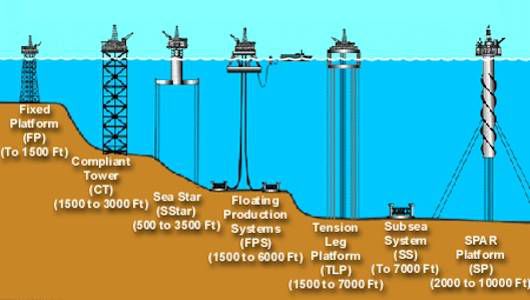 Fixed
Platform
(FP)
(To 1500 Ft)
Compliant
Tower
(CT)
(1500 to 3000 Ft)
Sea Star
(SStar)
(500 to 3500 Ft)
Floating
Production
Systems
(FPS)
(1500 to 6000 Ft)
Tension
Leg
Platform
(TLP)
(1500 to 7000 Ft)
Subsea
System
(SS)
(To 7000 Ft)
SPAR
Platform
(SP)
(2000 to 10000 Ft)